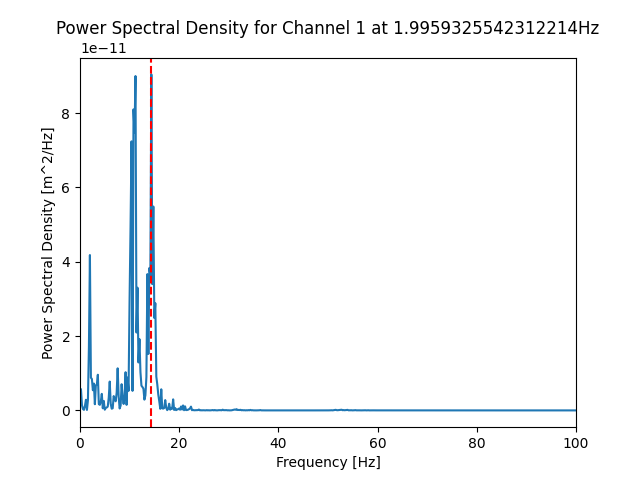 Power Spectral Density for Channel 1 at 1.9959325542312214Hz
1e−11
8
6
4
2
0
Power Spectral Density [m^2/Hz]
0 20 40 60 80 100
Frequency [Hz]